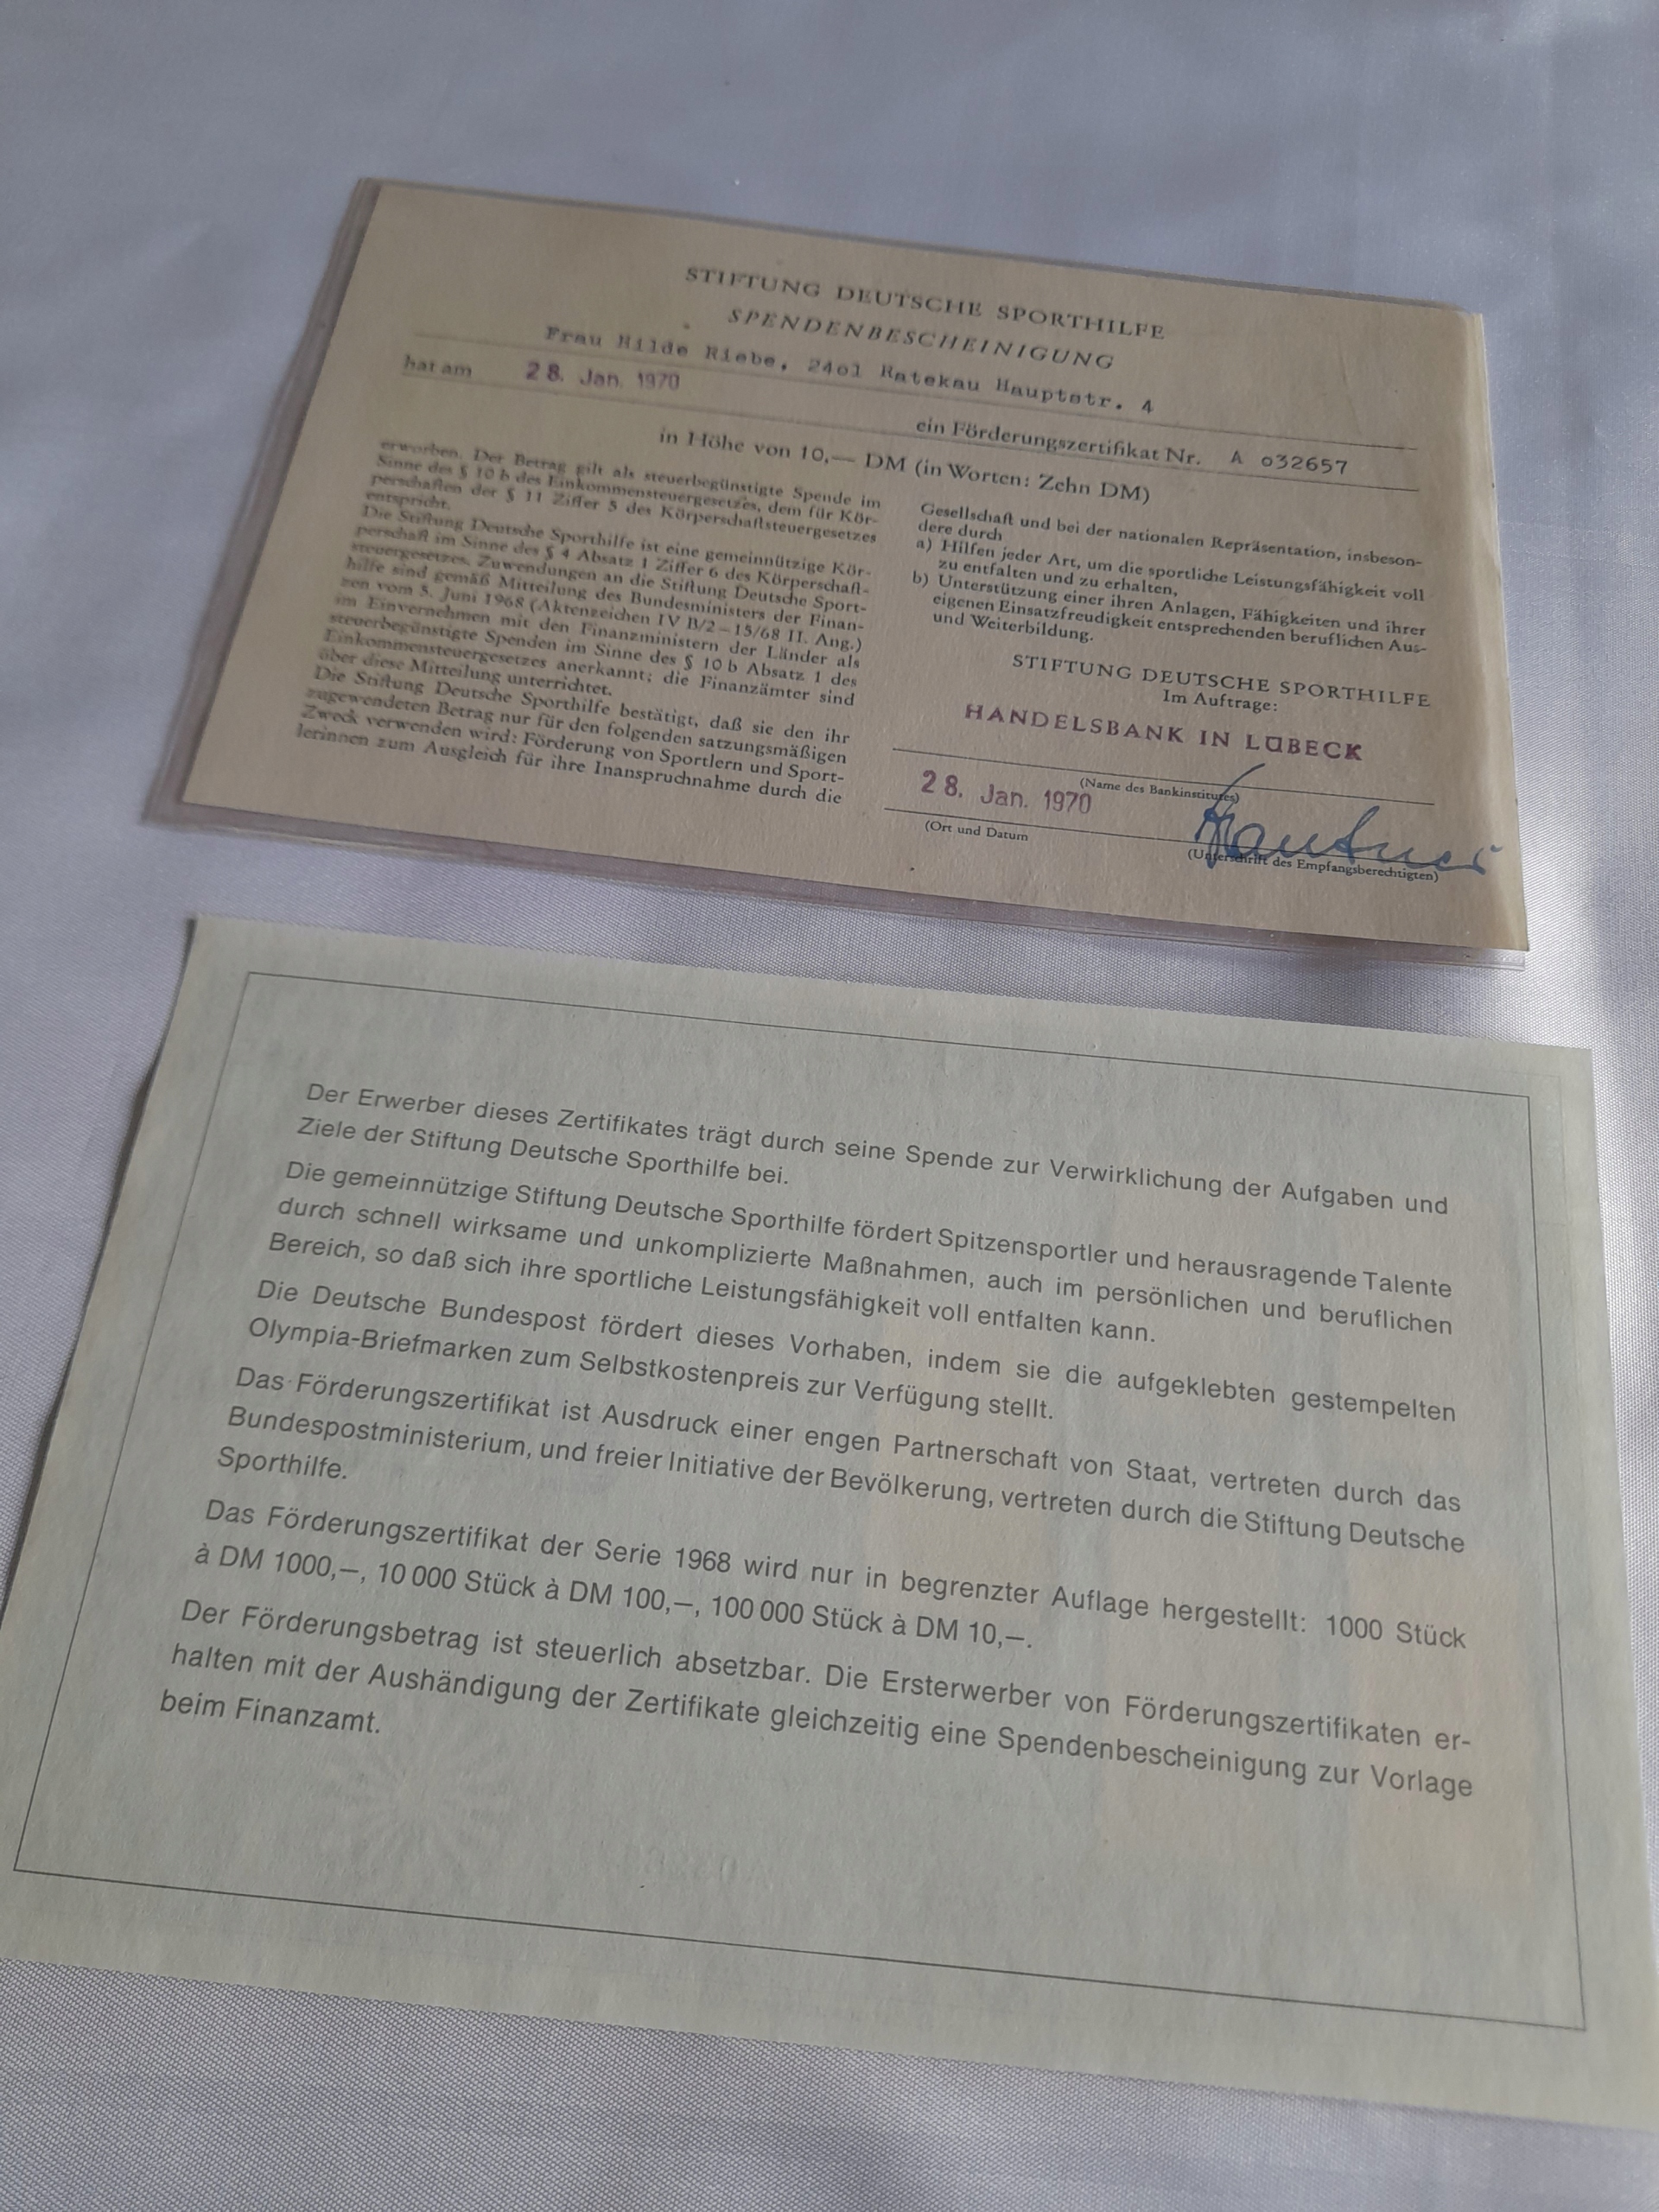 STIFTUNG DEUTSCHE SPORTHILFE
SPENDENBESCHEINIGUNG
Frau Hilde Riebe, 24o1 Ratekau Hauptstr. 4
hat am 28. Jan. 1970
ein Förderungszertifikat Nr. A o32657
in Höhe von 10,— DM (in Worten: Zehn DM)
erworben. Der Betrag gilt als steuerbegünstigte Spende im
Sinne des § 10 b des Einkommensteuergesetzes, dem für Kör-
perschaften der § 11 Ziffer 5 des Körperschaftsteuergesetzes
entspricht.
Die Stiftung Deutsche Sporthilfe ist eine gemeinnützige Kör-
perschaft im Sinne des § 4 Absatz 1 Ziffer 6 des Körperschaft-
steuergesetzes. Zuwendungen an die Stiftung Deutsche Sport-
hilfe sind gemäß Mitteilung des Bundesministers der Finan-
zen vom 5. Juni 1968 (Aktenzeichen IV B/2–15/68 II. Ang.)
im Einvernehmen mit den Finanzministern der Länder als
steuerbegünstigte Spenden im Sinne des § 10 b Absatz 1 des
Einkommensteuergesetzes anerkannt; die Finanzämter sind
über diese Mitteilung unterrichtet.
Die Stiftung Deutsche Sporthilfe bestätigt, daß sie den ihr
zugewendeten Betrag nur für den folgenden satzungsmäßigen
Zweck verwenden wird: Förderung von Sportlern und Sport-
lerinnen zum Ausgleich für ihre Inanspruchnahme durch die
Gesellschaft und bei der nationalen Repräsentation, insbeson-
dere durch
a) Hilfen jeder Art, um die sportliche Leistungsfähigkeit voll
zu entfalten und zu erhalten,
b) Unterstützung einer ihren Anlagen, Fähigkeiten und ihrer
eigenen Einsatzfreudigkeit entsprechenden beruflichen Aus-
und Weiterbildung.
STIFTUNG DEUTSCHE SPORTHILFE
Im Auftrage:
HANDELSBANK IN LÜBECK
(Name des Bankinstitutes)
28. Jan. 1970
(Ort und Datum
(Unterschrift des Empfangsberechtigten)
Der Erwerber dieses Zertifikates trägt durch seine Spende zur Verwirklichung der Aufgaben und
Ziele der Stiftung Deutsche Sporthilfe bei.
Die gemeinnützige Stiftung Deutsche Sporthilfe fördert Spitzensportler und herausragende Talente
durch schnell wirksame und unkomplizierte Maßnahmen, auch im persönlichen und beruflichen
Bereich, so daß sich ihre sportliche Leistungsfähigkeit voll entfalten kann.
Die Deutsche Bundespost fördert dieses Vorhaben, indem sie die aufgeklebten gestempelten
Olympia-Briefmarken zum Selbstkostenpreis zur Verfügung stellt.
Das Förderungszertifikat ist Ausdruck einer engen Partnerschaft von Staat, vertreten durch das
Bundespostministerium, und freier Initiative der Bevölkerung, vertreten durch die Stiftung Deutsche
Sporthilfe.
Das Förderungszertifikat der Serie 1968 wird nur in begrenzter Auflage hergestellt: 1000 Stück
à DM 1000,—, 10 000 Stück à DM 100,—, 100 000 Stück à DM 10,—.
Der Förderungsbetrag ist steuerlich absetzbar. Die Ersterwerber von Förderungszertifikaten er-
halten mit der Aushändigung der Zertifikate gleichzeitig eine Spendenbescheinigung zur Vorlage
beim Finanzamt.